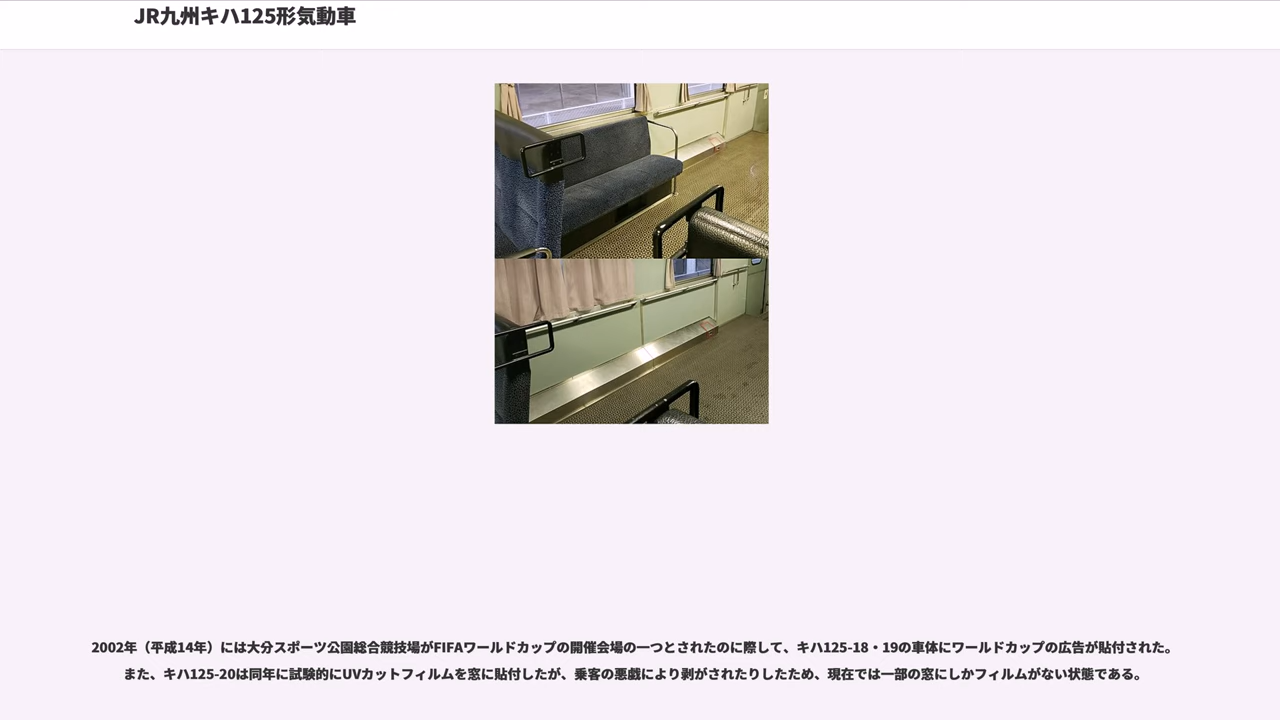 JR九州キハ125形気動車
2002年（平成14年）には大分スポーツ公園総合競技場がFIFAワールドカップの開催会場の一つとされたのに際して、キハ125-18・19の車体にワールドカップの広告が貼付された。
また、キハ125-20は同年に試験的にUVカットフィルムを窓に貼付したが、乗客の悪戯により剥がされたりしたため、現在では一部の窓にしかフィルムがない状態である。